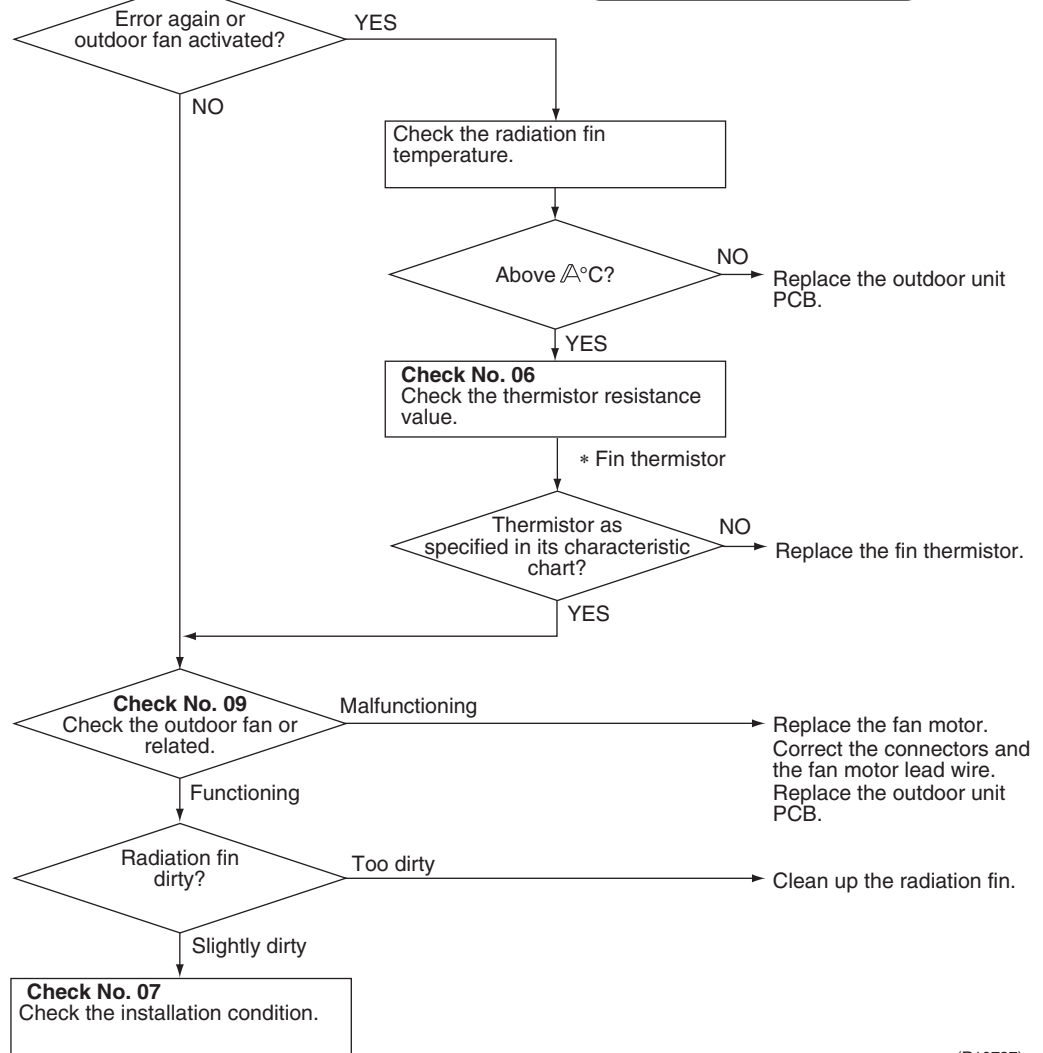 Error again or
outdoor fan activated?
YES
NO
Check the radiation fin
temperature.
Above A°C?
NO
Replace the outdoor unit
PCB.
YES
Check No. 06
Check the thermistor resistance
value.
* Fin thermistor
Thermistor as
specified in its characteristic
chart?
NO
Replace the fin thermistor.
YES
Check No. 09
Check the outdoor fan or
related.
Malfunctioning
Replace the fan motor.
Correct the connectors and
the fan motor lead wire.
Replace the outdoor unit
PCB.
Functioning
Radiation fin
dirty?
Too dirty
Clean up the radiation fin.
Slightly dirty
Check No. 07
Check the installation condition.